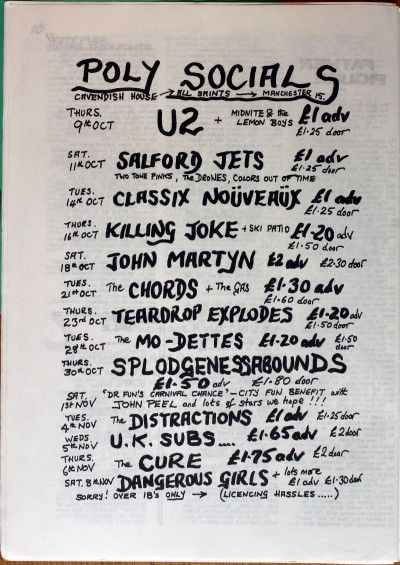 POLY SOCIALS
CAVENDISH HOUSE → ALL SAINTS → MANCHESTER 15.
THURS. 9TH OCT U2 + MIDNITE & the LEMON BOYS £1 adv £1·25 door
SAT. 11TH OCT SALFORD JETS £1 adv £1·25 door
TWO TONE PINKS, The DRONES, COLORS OUT OF TIME
TUES. 14TH OCT CLASSIX NOÜVEAÜX £1 adv £1·25 door
THURS. 16TH OCT KILLING JOKE + SKI PATIO £1·20 adv £1·50 door
SAT. 18TH OCT JOHN MARTYN £2 adv £2·30 door
TUES. 21ST OCT The CHORDS + The GAS £1·30 adv £1·60 door
THURS. 23RD OCT TEARDROP EXPLODES £1·20 adv £1·50 door
TUES. 28TH OCT The MO-DETTES £1·20 adv £1·50 door
THURS. 30TH OCT SPLODGENESSABOUNDS
£1·50 adv £1·80 door
SAT 1ST NOV "DR FUN'S CARNIVAL CHANCE" - CITY FUN BENEFIT with
JOHN PEEL and lots of stars we hope !!!
TUES. 4TH NOV The DISTRACTIONS £1 adv £1·25 door
WEDS. 5TH NOV U.K. SUBS.... £1·65 adv £2 door
THURS. 6TH NOV The CURE £1·75 adv £2 door
SAT. 8TH NOV DANGEROUS GIRLS + lots more £1 adv £1·30 door
SORRY! OVER 18'S ONLY → (LICENCING HASSLES.....)